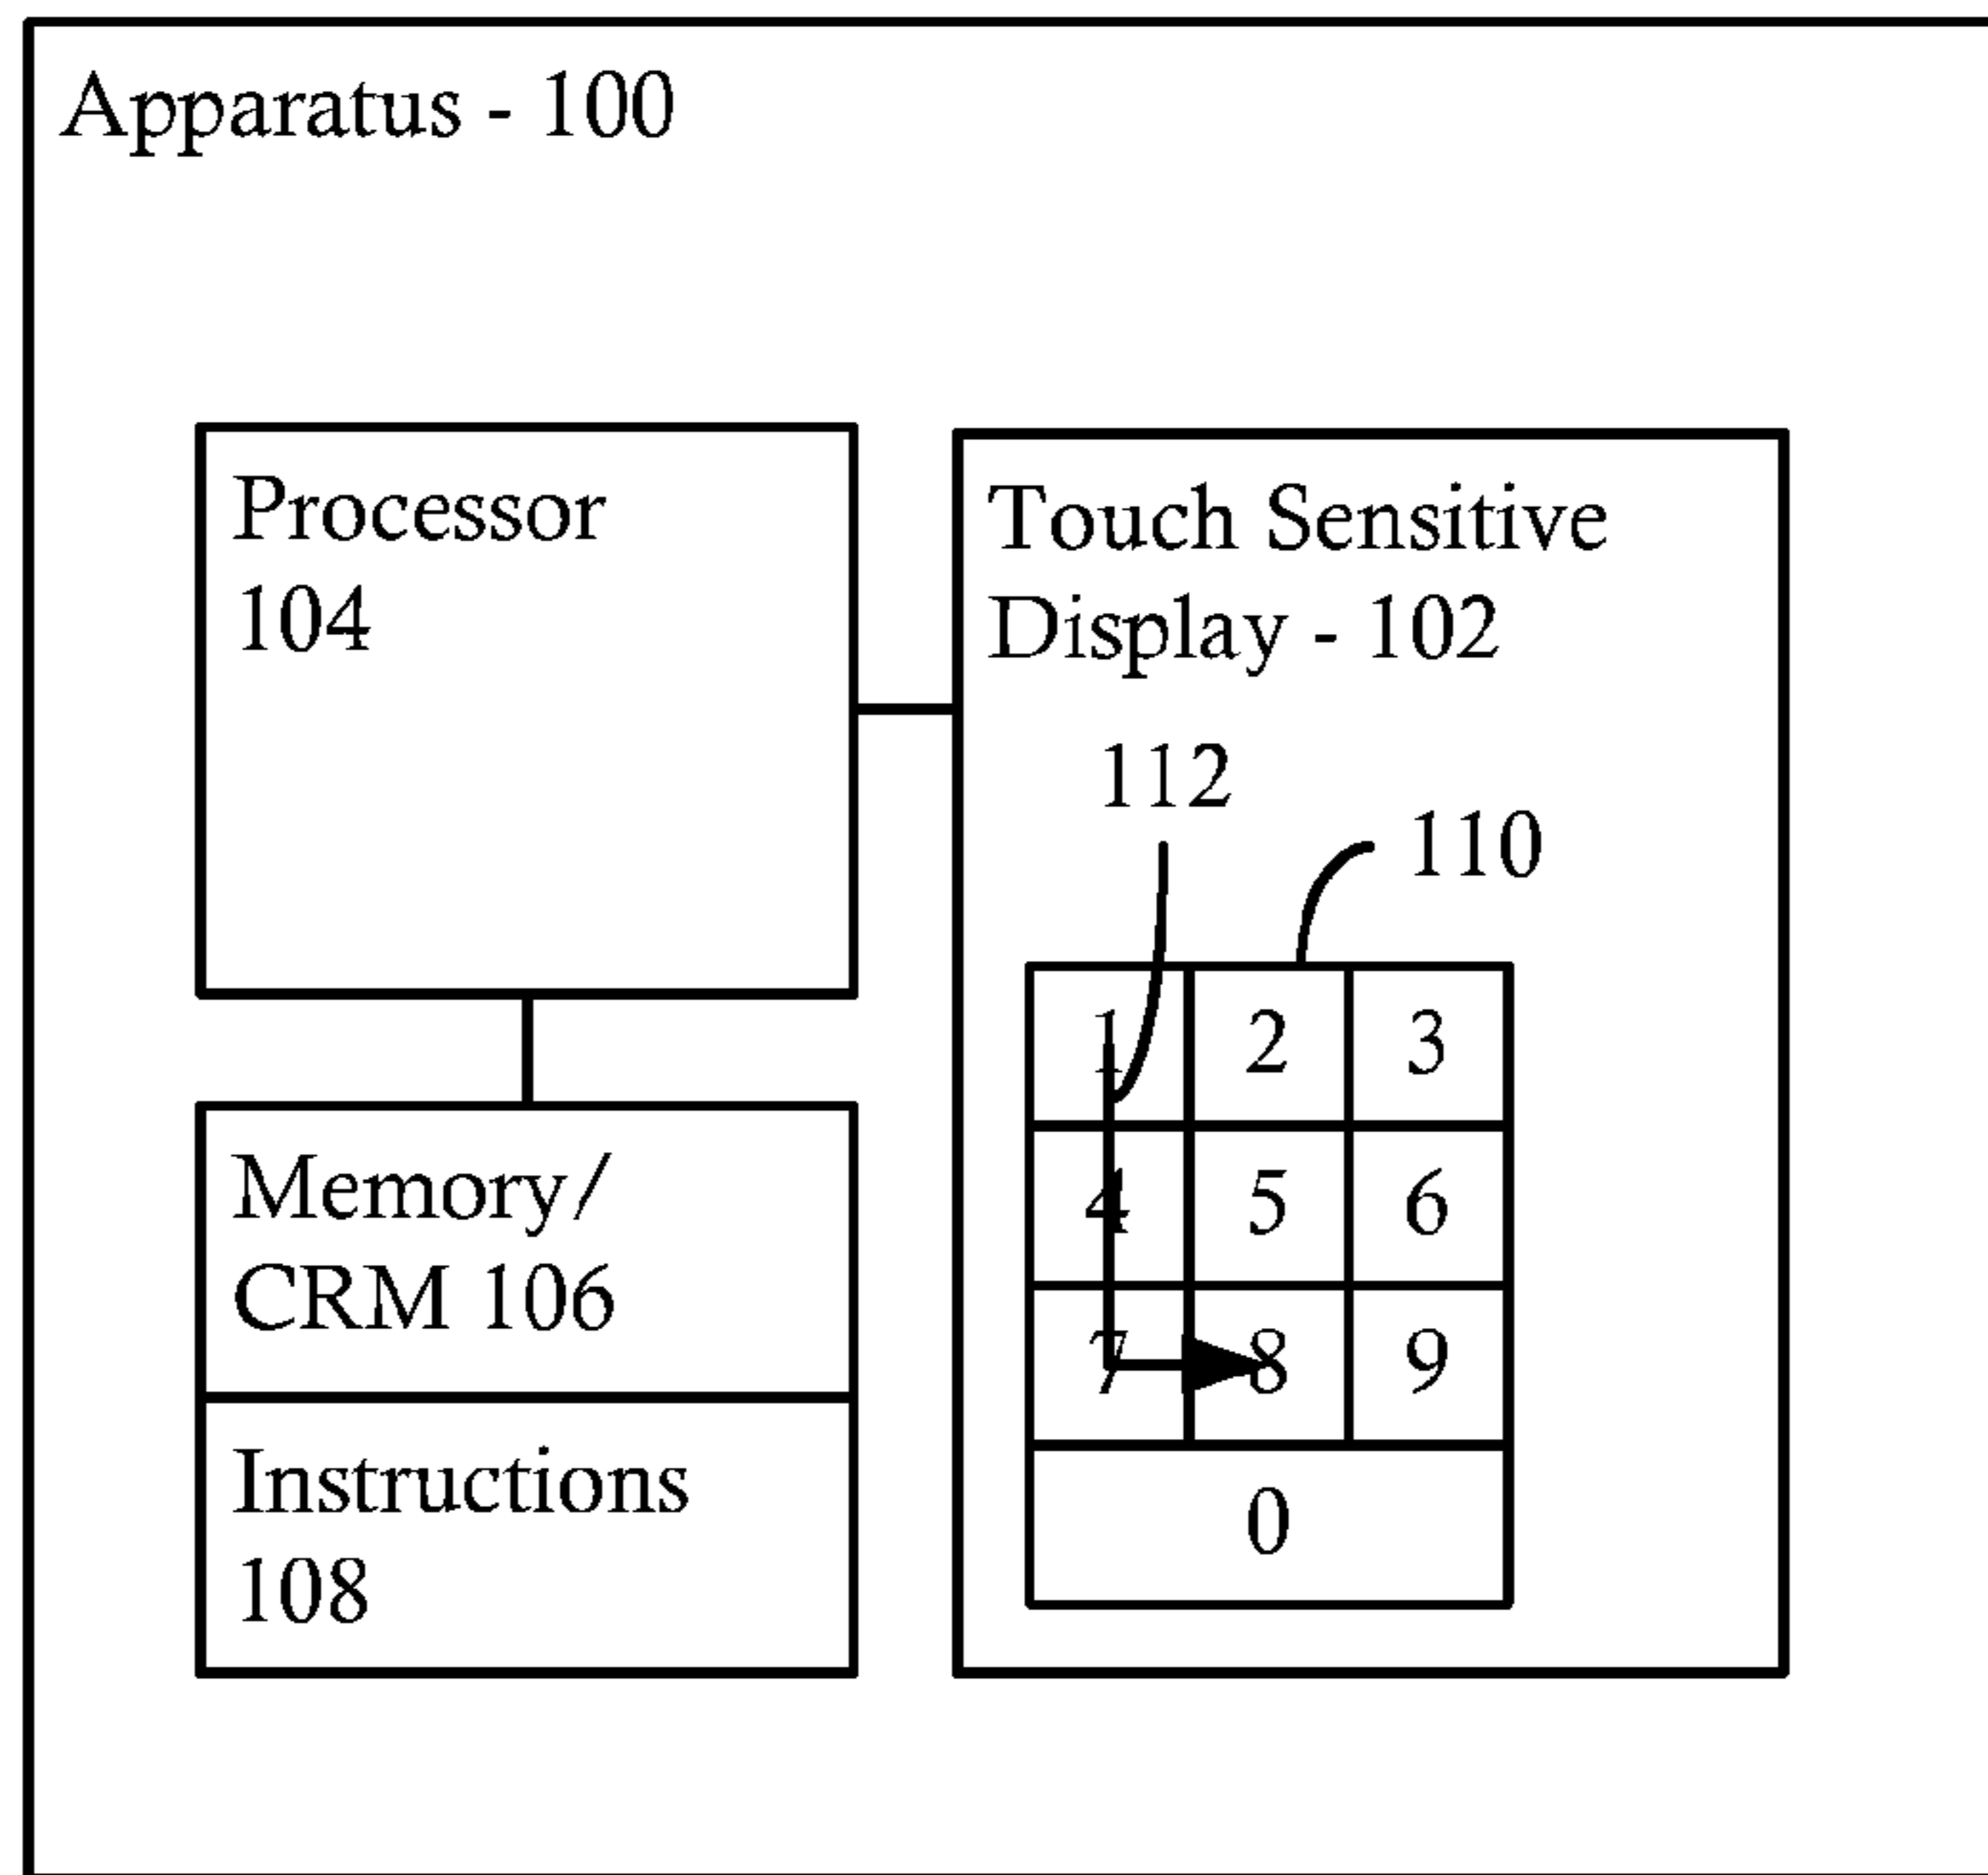 Apparatus - 100
Processor
104
Touch Sensitive
Display - 102
112
110
1 2 3
4 5 6
7 8 9
0
Memory/
CRM 106
Instructions
108